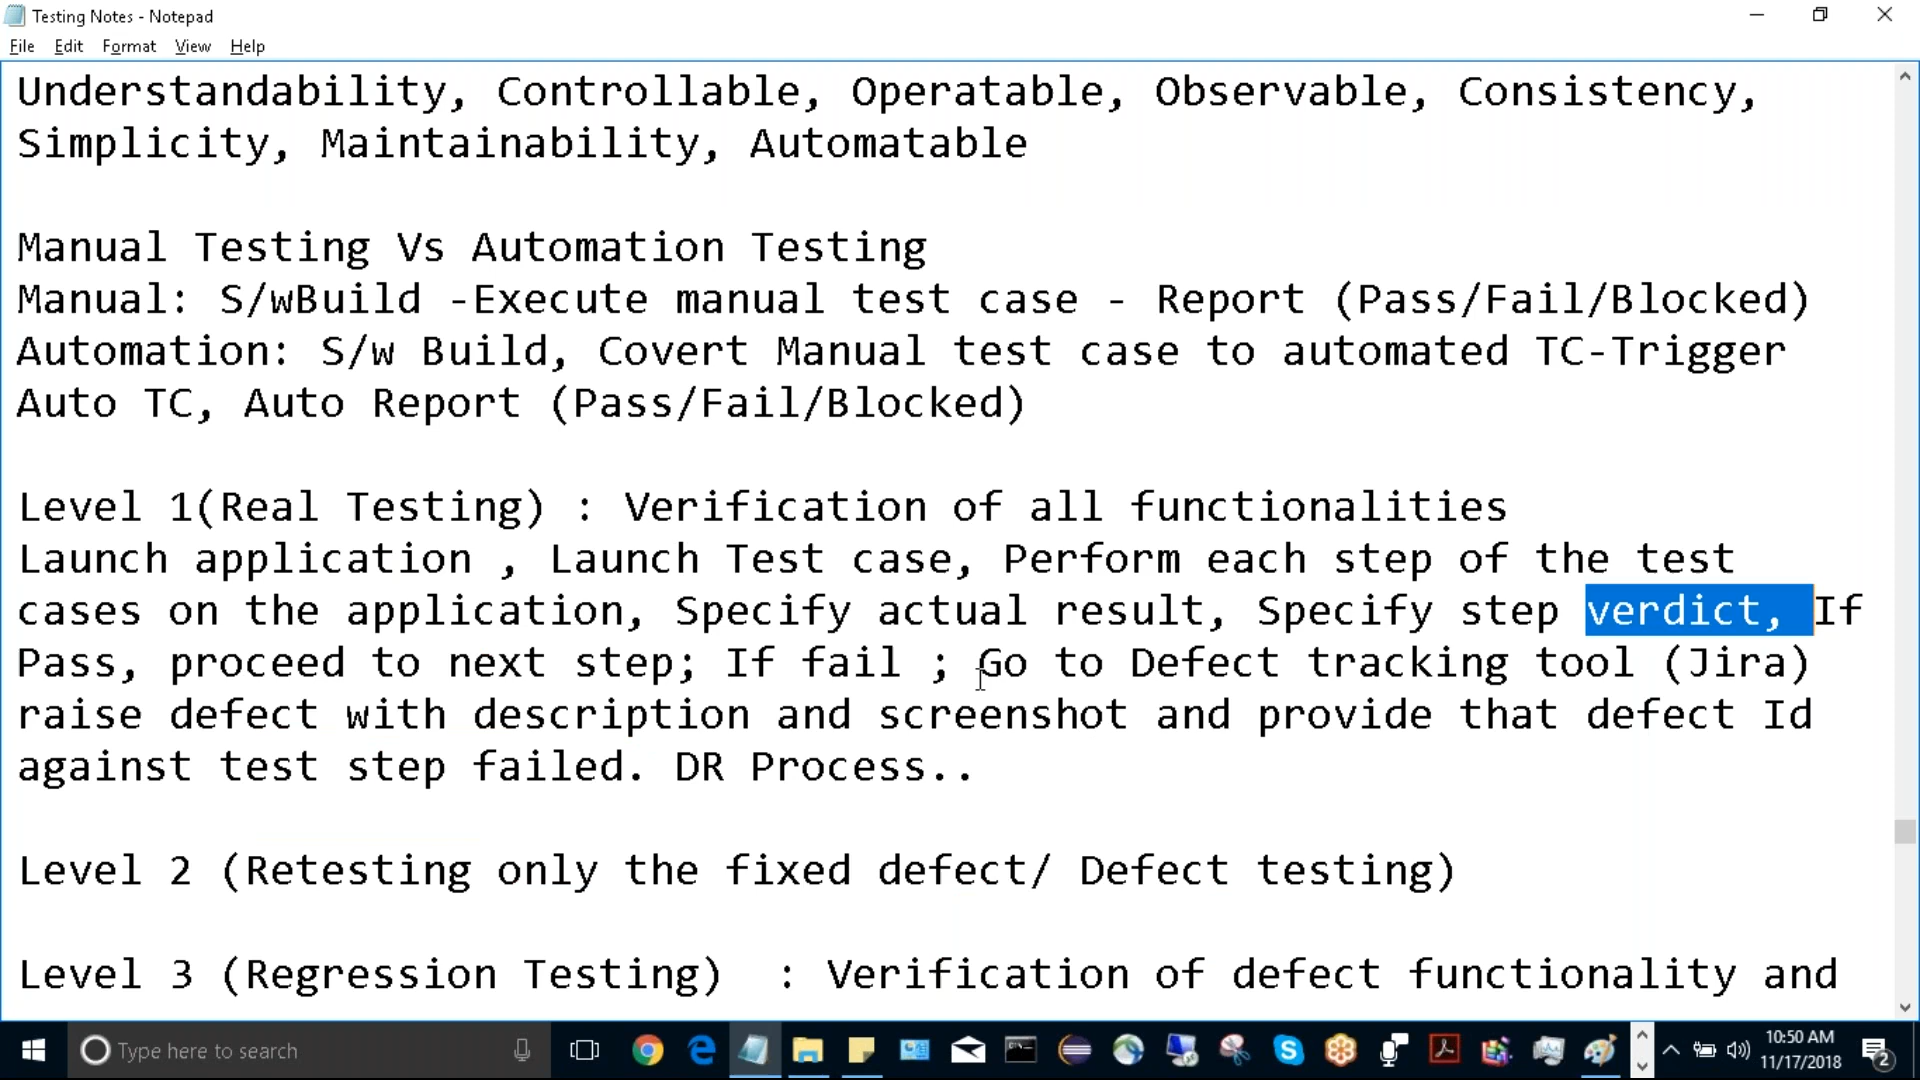 Testing Notes - Notepad
File Edit Format View Help
Understandability, Controllable, Operatable, Observable, Consistency,
Simplicity, Maintainability, Automatable
Manual Testing Vs Automation Testing
Manual: S/wBuild -Execute manual test case - Report (Pass/Fail/Blocked)
Automation: S/w Build, Covert Manual test case to automated TC-Trigger
Auto TC, Auto Report (Pass/Fail/Blocked)
Level 1(Real Testing) : Verification of all functionalities
Launch application , Launch Test case, Perform each step of the test
cases on the application, Specify actual result, Specify step verdict, If
Pass, proceed to next step; If fail ; Go to Defect tracking tool (Jira)
raise defect with description and screenshot and provide that defect Id
against test step failed. DR Process..
Level 2 (Retesting only the fixed defect/ Defect testing)
Level 3 (Regression Testing)  : Verification of defect functionality and
Type here to search
10:50 AM
11/17/2018
2